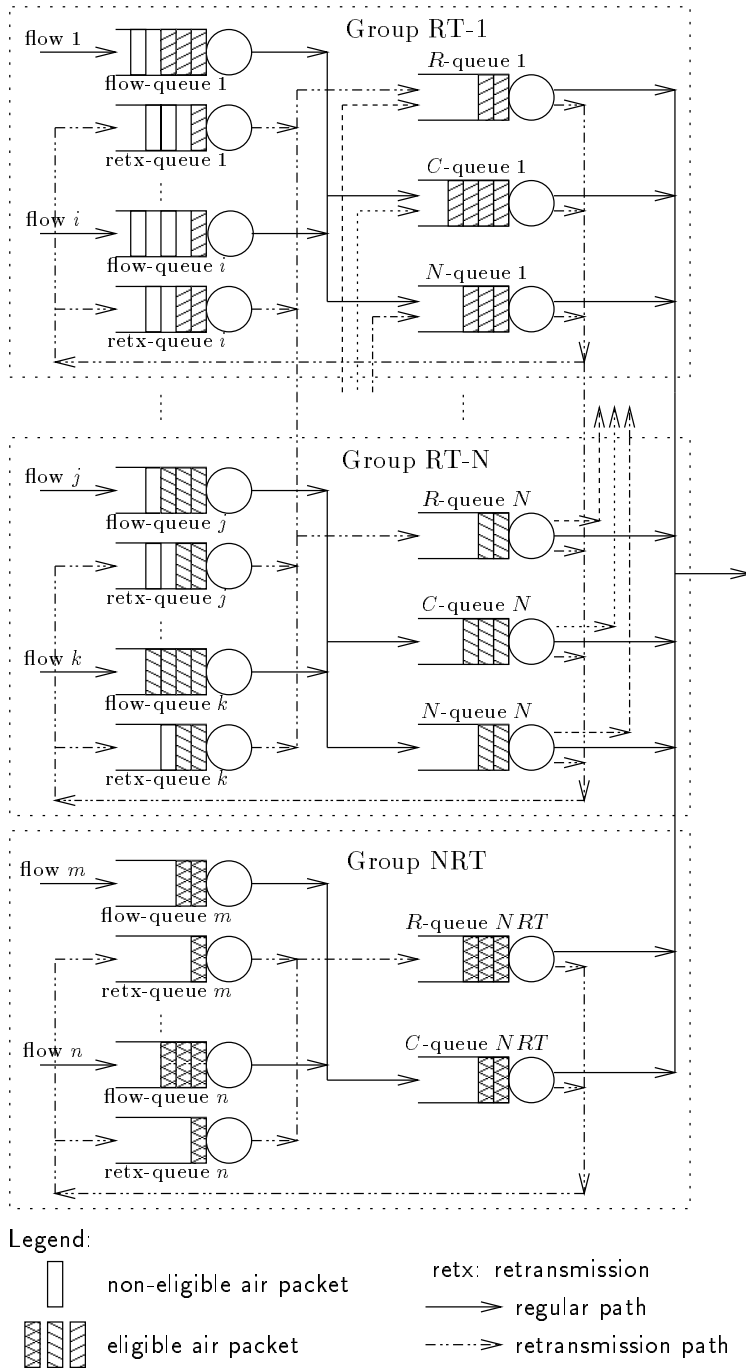 Group RT-1
flow 1
flow-queue 1
retx-queue 1
flow i
flow-queue i
retx-queue i
R-queue 1
C-queue 1
N-queue 1
Group RT-N
flow j
flow-queue j
retx-queue j
flow k
flow-queue k
retx-queue k
R-queue N
C-queue N
N-queue N
Group NRT
flow m
flow-queue m
retx-queue m
flow n
flow-queue n
retx-queue n
R-queue NRT
C-queue NRT
Legend:
non-eligible air packet
eligible air packet
retx: retransmission
regular path
retransmission path